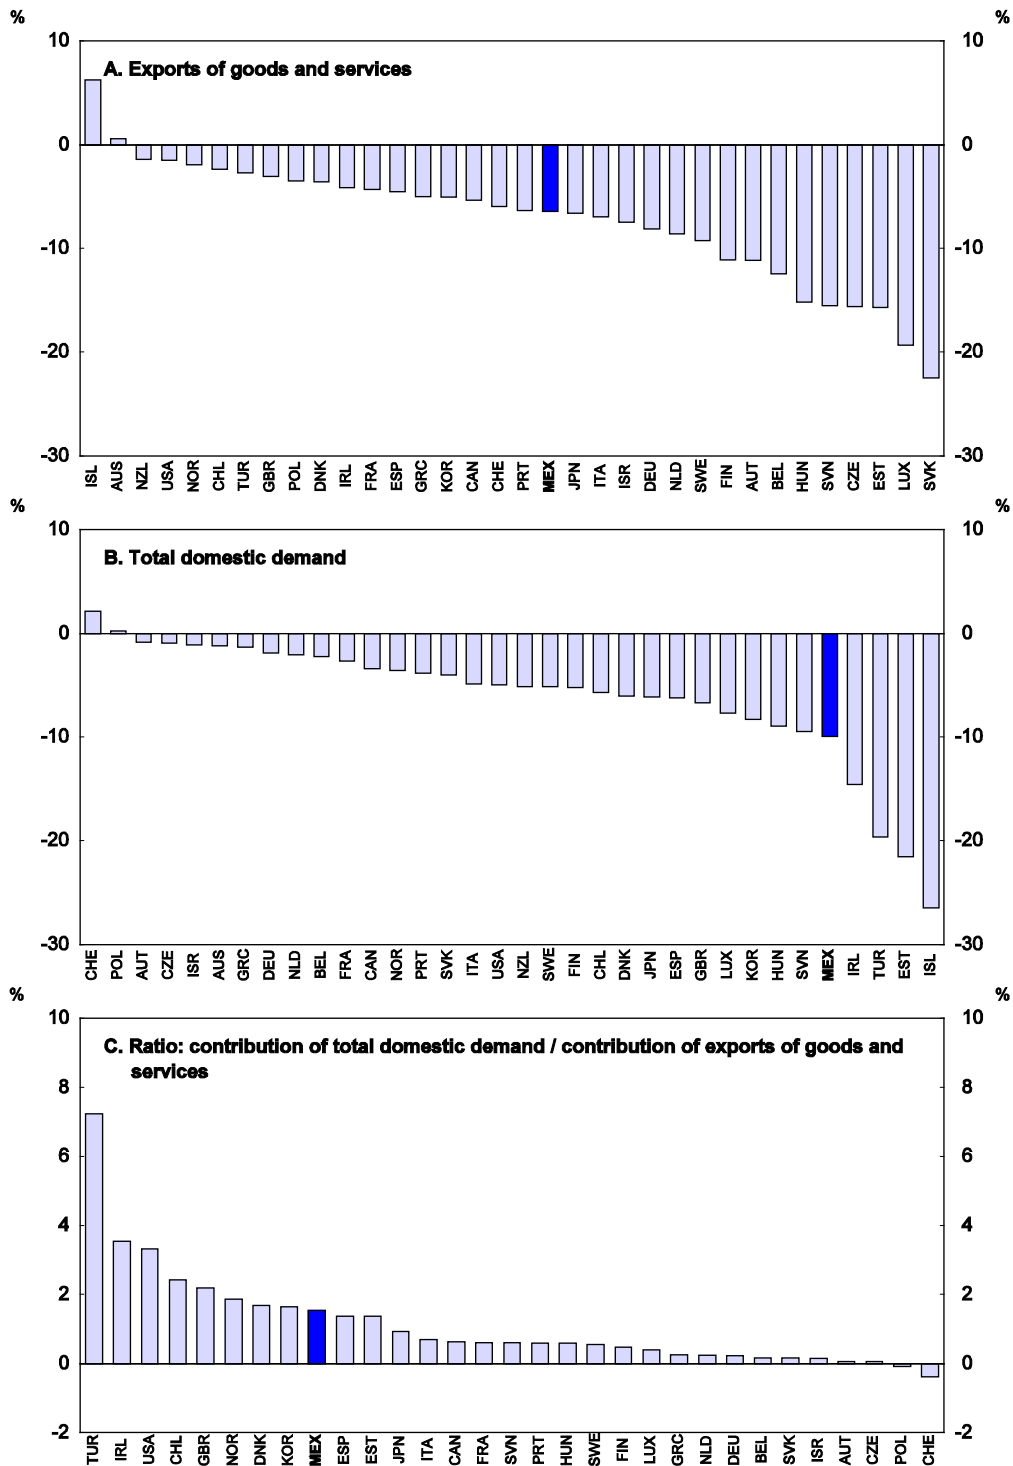 % %
10 10
A. Exports of goods and services
0 0
-10 -10
-20 -20
-30 -30
ISL AUS NZL USA NOR CHL TUR GBR POL DNK IRL FRA ESP GRC KOR CAN CHE PRT MEX JPN ITA ISR DEU NLD SWE FIN AUT BEL HUN SVN CZE EST LUX SVK
% %
10 10
B. Total domestic demand
0 0
-10 -10
-20 -20
-30 -30
CHE POL AUT CZE ISR AUS GRC DEU NLD BEL FRA CAN NOR PRT SVK ITA USA NZL SWE FIN CHL DNK JPN ESP GBR LUX KOR HUN SVN MEX IRL TUR EST ISL
% %
10 10
C. Ratio: contribution of total domestic demand / contribution of exports of goods and
services
8 8
6 6
4 4
2 2
0 0
-2 -2
TUR IRL USA CHL GBR NOR DNK KOR MEX ESP EST JPN ITA CAN FRA SVN PRT HUN SWE FIN LUX GRC NLD DEU BEL SVK ISR AUT CZE POL CHE